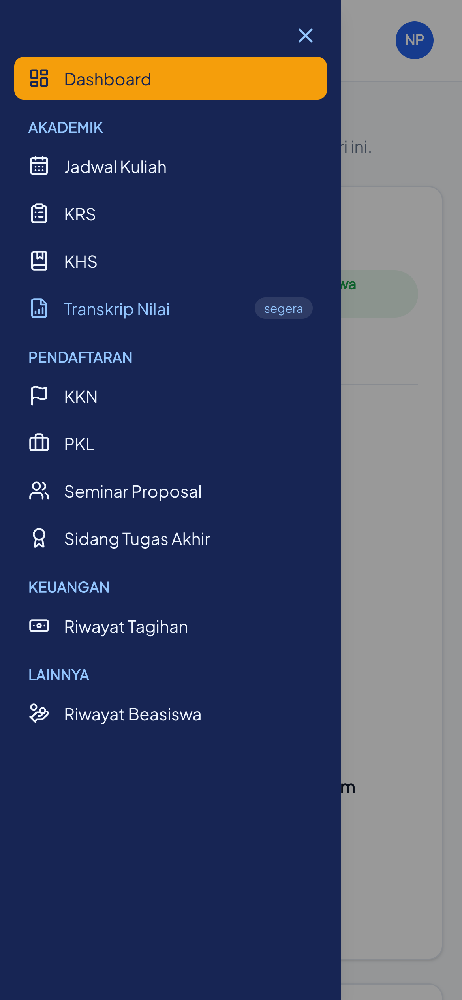 NP
Dashboard
AKADEMIK
ri ini.
Jadwal Kuliah
KRS
KHS
wa
Transkrip Nilai segera
PENDAFTARAN
KKN
PKL
Seminar Proposal
Sidang Tugas Akhir
KEUANGAN
Riwayat Tagihan
LAINNYA
Riwayat Beasiswa
m